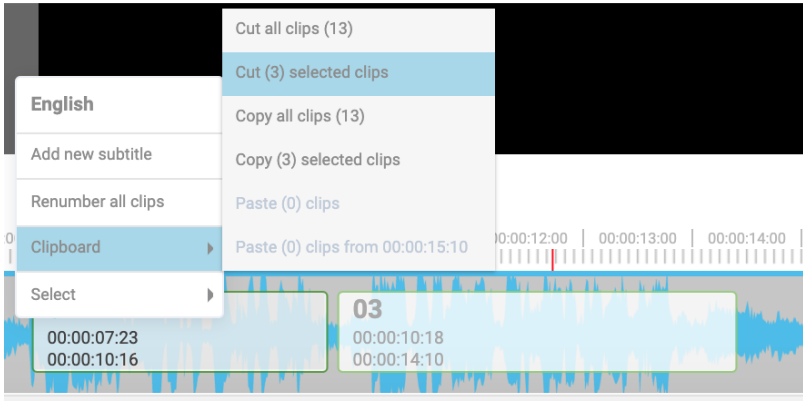 Cut all clips (13)
Cut (3) selected clips
Copy all clips (13)
Copy (3) selected clips
Paste (0) clips
Paste (0) clips from 00:00:15:10
English
Add new subtitle
Renumber all clips
Clipboard
Select
00:00:12:00
00:00:13:00
00:00:14:00
00:00:07:23
00:00:10:16
03
00:00:10:18
00:00:14:10